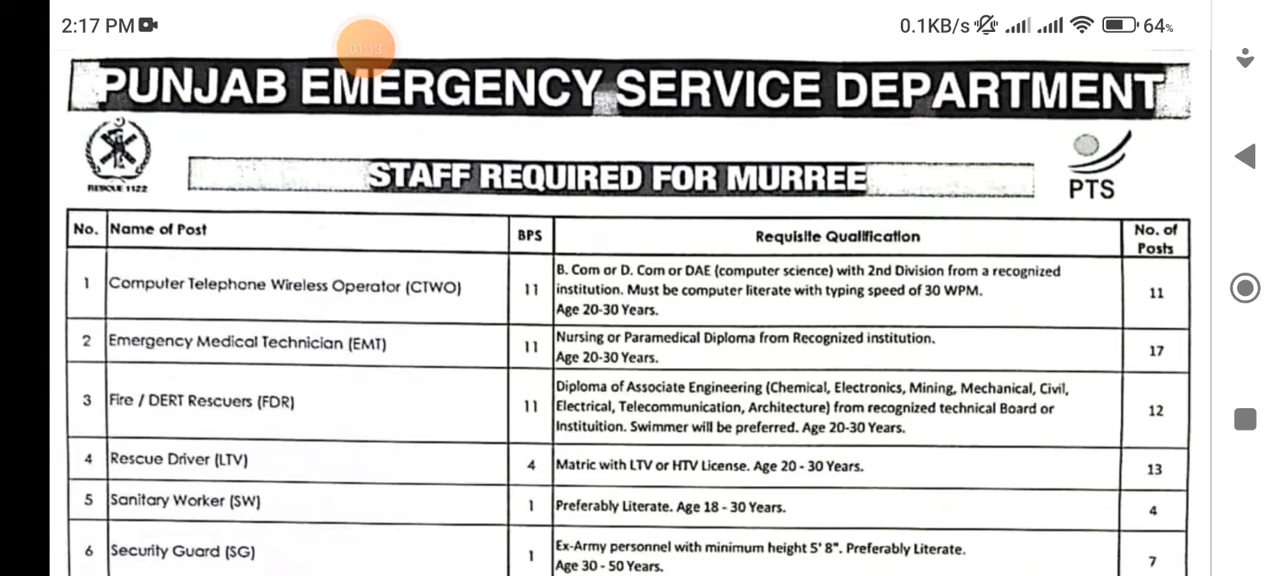 2:17 PM 0.1KB/s 64%
01:13
PUNJAB EMERGENCY SERVICE DEPARTMENT
RESCUE 1122
STAFF REQUIRED FOR MURREE
PTS
No. Name of Post BPS Requisite Qualification No. of Posts
1 Computer Telephone Wireless Operator (CTWO) 11 B. Com or D. Com or DAE (computer science) with 2nd Division from a recognized
institution. Must be computer literate with typing speed of 30 WPM.
Age 20-30 Years. 11
2 Emergency Medical Technician (EMT) 11 Nursing or Paramedical Diploma from Recognized institution.
Age 20-30 Years. 17
3 Fire / DERT Rescuers (FDR) 11 Diploma of Associate Engineering (Chemical, Electronics, Mining, Mechanical, Civil,
Electrical, Telecommunication, Architecture) from recognized technical Board or
Instituition. Swimmer will be preferred. Age 20-30 Years. 12
4 Rescue Driver (LTV) 4 Matric with LTV or HTV License. Age 20 - 30 Years. 13
5 Sanitary Worker (SW) 1 Preferably Literate. Age 18 - 30 Years. 4
6 Security Guard (SG) 1 Ex-Army personnel with minimum height 5' 8". Preferably Literate.
Age 30 - 50 Years. 7